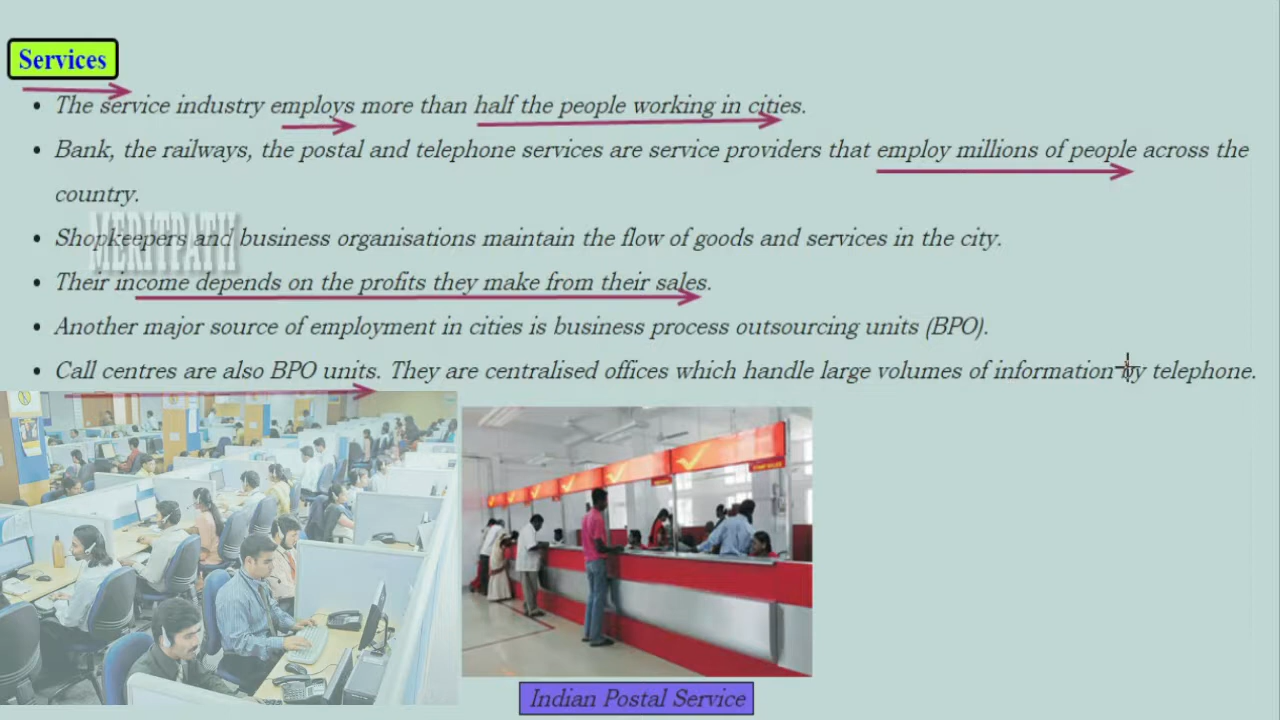 Services
• The service industry employs more than half the people working in cities.
• Bank, the railways, the postal and telephone services are service providers that employ millions of people across the
country.
MERITPATH
• Shopkeepers and business organisations maintain the flow of goods and services in the city.
• Their income depends on the profits they make from their sales.
• Another major source of employment in cities is business process outsourcing units (BPO).
• Call centres are also BPO units. They are centralised offices which handle large volumes of information by telephone.
Indian Postal Service